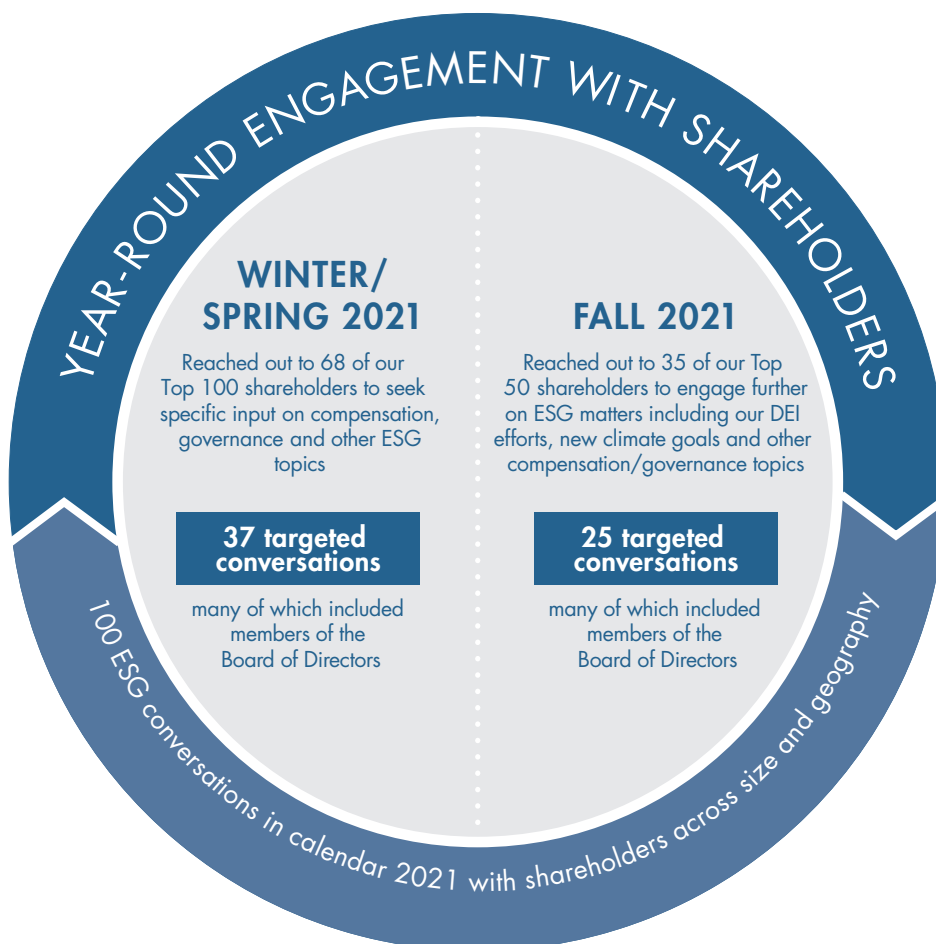 YEAR-ROUND ENGAGEMENT WITH SHAREHOLDERS
WINTER/
SPRING 2021
Reached out to 68 of our
Top 100 shareholders to seek
specific input on compensation,
governance and other ESG
topics
37 targeted
conversations
many of which included
members of the
Board of Directors
FALL 2021
Reached out to 35 of our Top
50 shareholders to engage further
on ESG matters including our DEI
efforts, new climate goals and other
compensation/governance topics
25 targeted
conversations
many of which included
members of the
Board of Directors
100 ESG conversations in calendar 2021 with shareholders across size and geography